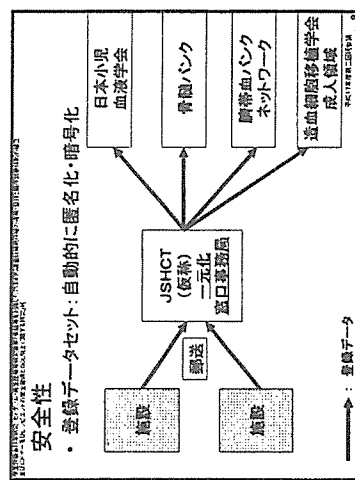 安全性
・登録データセット:自動的に匿名化・暗号化
施設
施設
郵送
JSHCT
(仮称)
一元化
窓口事務局
日本小児
血液学会
骨髄バンク
臍帯血バンク
ネットワーク
造血細胞移植学会
成人領域
:登録データ